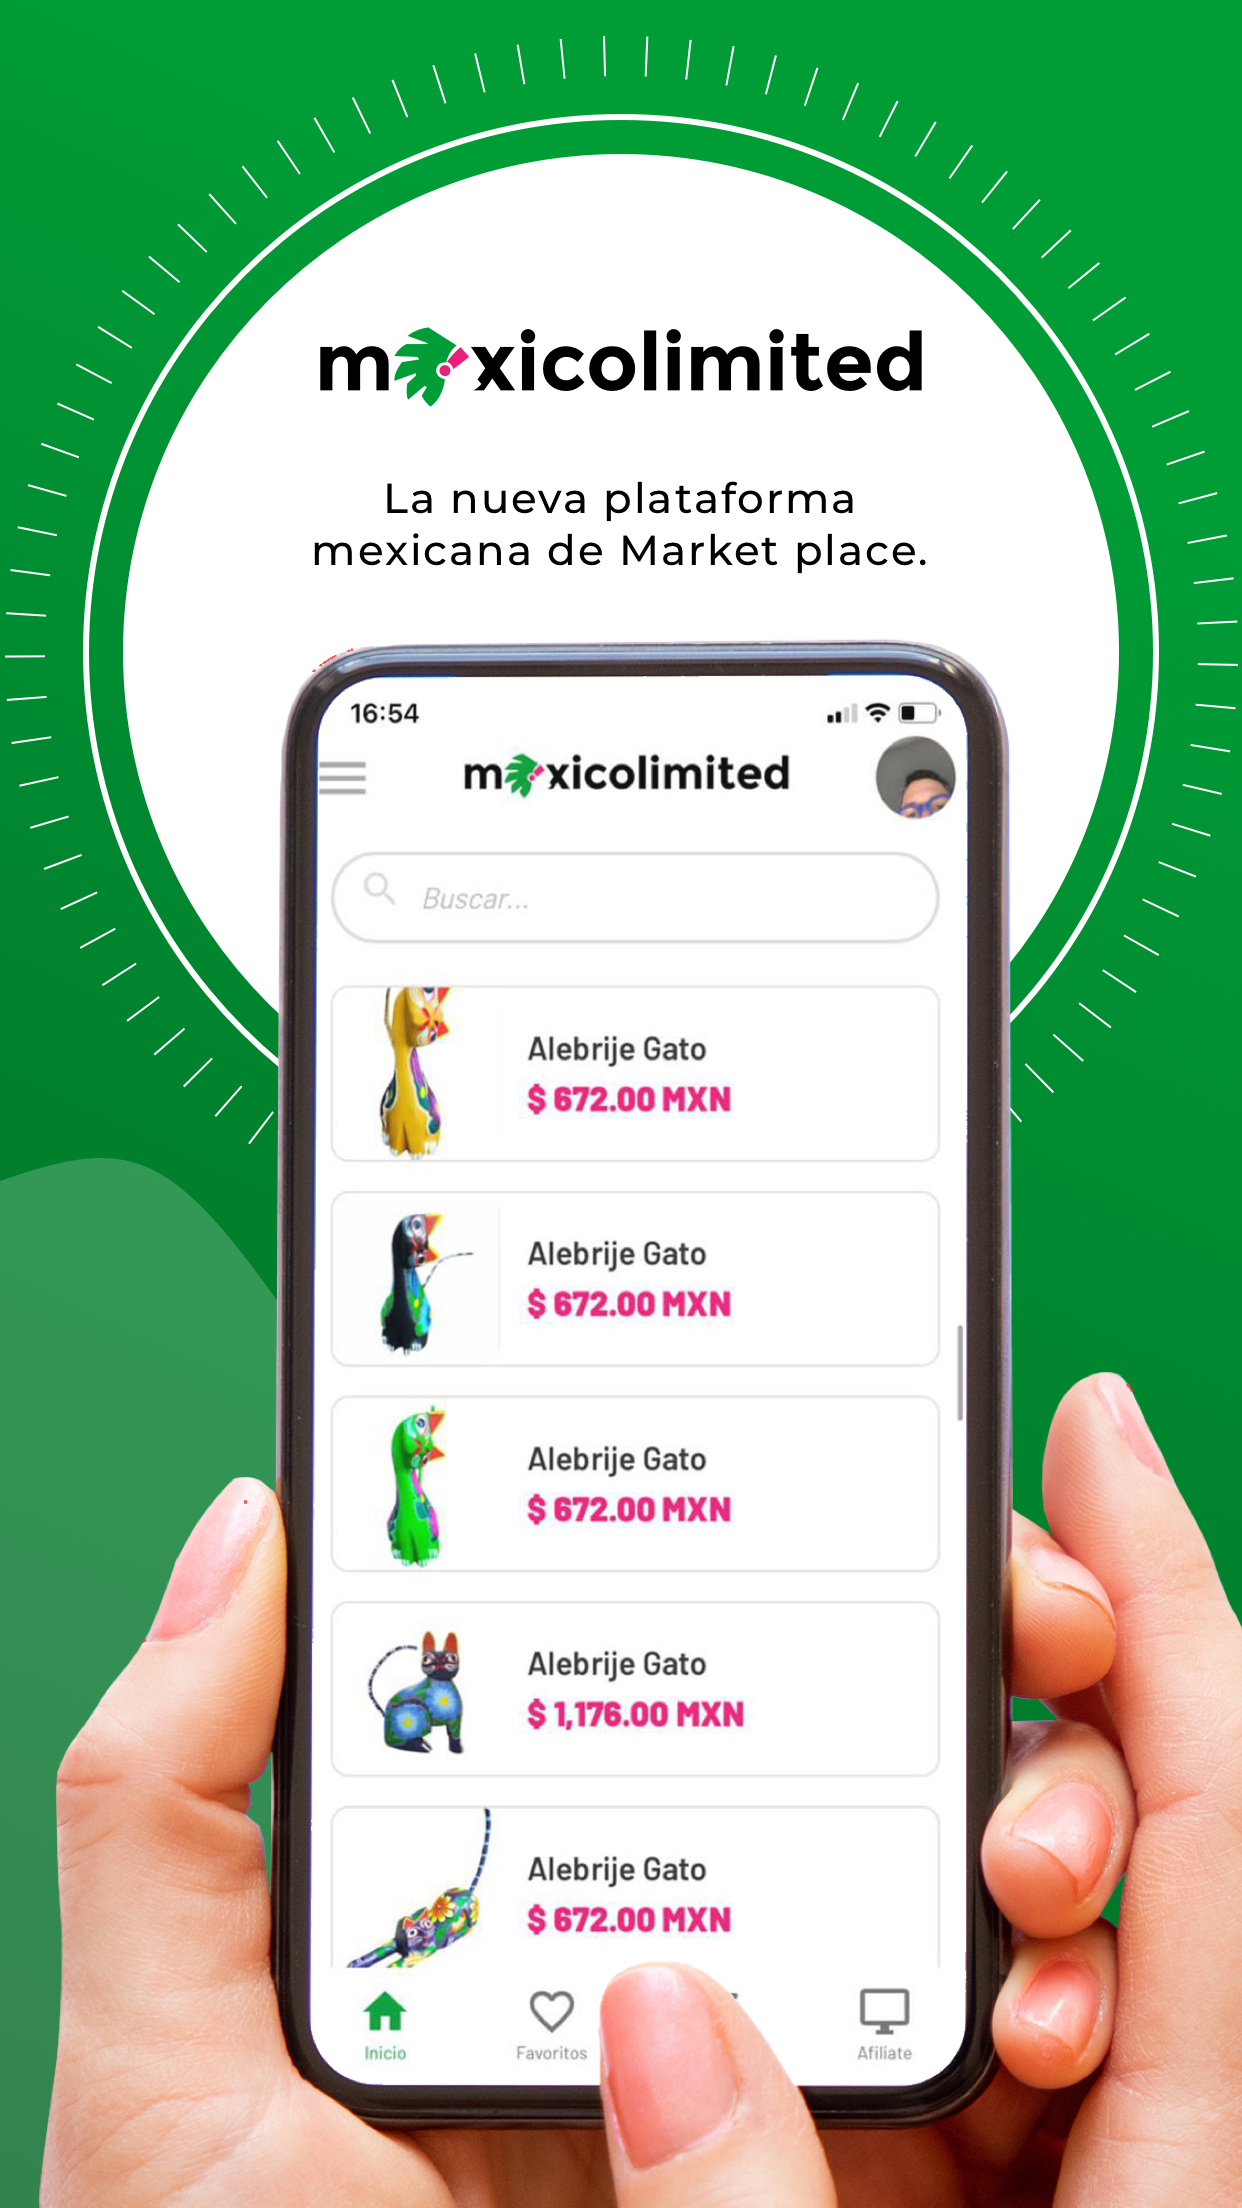 mexicolimited
La nueva plataforma
mexicana de Market place.
16:54
mexicolimited
Buscar...
Alebrije Gato
$ 672.00 MXN
Alebrije Gato
$ 672.00 MXN
Alebrije Gato
$ 672.00 MXN
Alebrije Gato
$ 1,176.00 MXN
Alebrije Gato
$ 672.00 MXN
Inicio
Favoritos
Afiliate